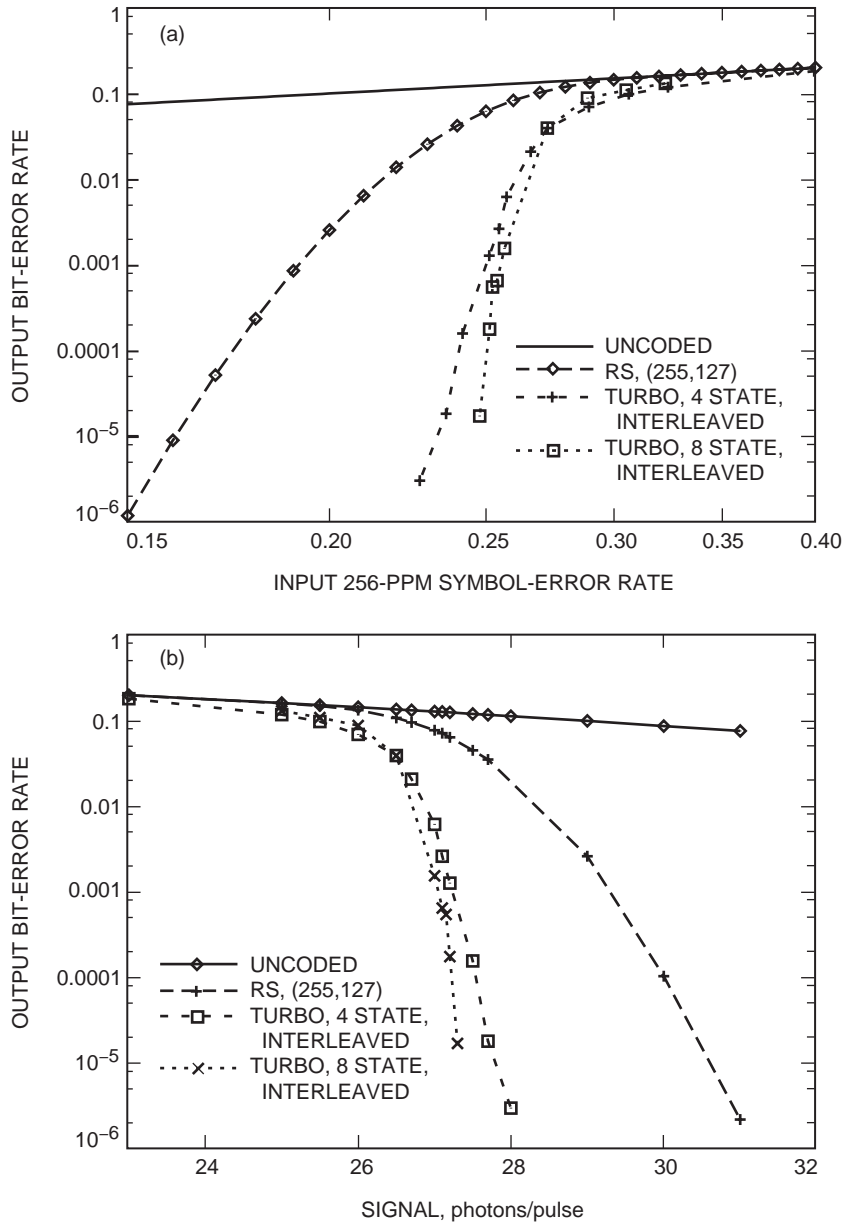 (a)
1
0.1
0.01
0.001
0.0001
10−5
10−6
OUTPUT BIT-ERROR RATE
UNCODED
RS, (255,127)
TURBO, 4 STATE,
INTERLEAVED
TURBO, 8 STATE,
INTERLEAVED
0.15 0.20 0.25 0.30 0.35 0.40
INPUT 256-PPM SYMBOL-ERROR RATE
(b)
1
0.1
0.01
0.001
0.0001
10−5
10−6
OUTPUT BIT-ERROR RATE
UNCODED
RS, (255,127)
TURBO, 4 STATE,
INTERLEAVED
TURBO, 8 STATE,
INTERLEAVED
24 26 28 30 32
SIGNAL, photons/pulse